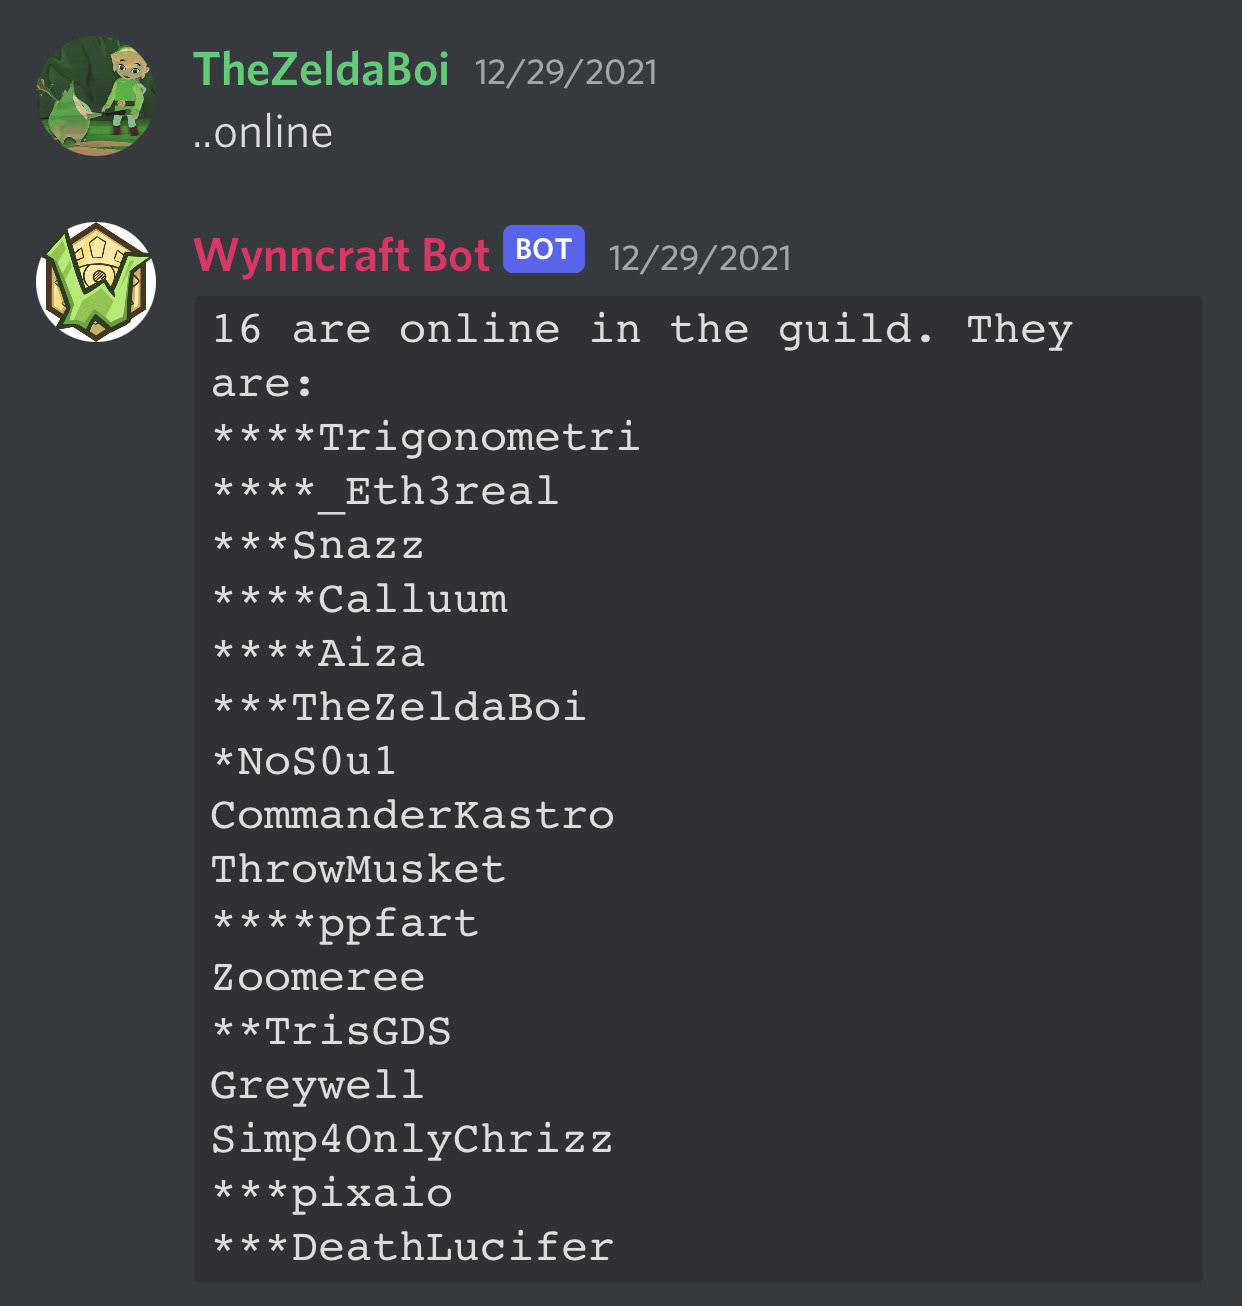 TheZeldaBoi 12/29/2021
..online
Wynncraft Bot BOT 12/29/2021
16 are online in the guild. They
are:
****Trigonometri
****_Eth3real
***Snazz
****Calluum
****Aiza
***TheZeldaBoi
*NoS0u1
CommanderKastro
ThrowMusket
****ppfart
Zoomeree
**TrisGDS
Greywell
Simp4OnlyChrizz
***pixaio
***DeathLucifer